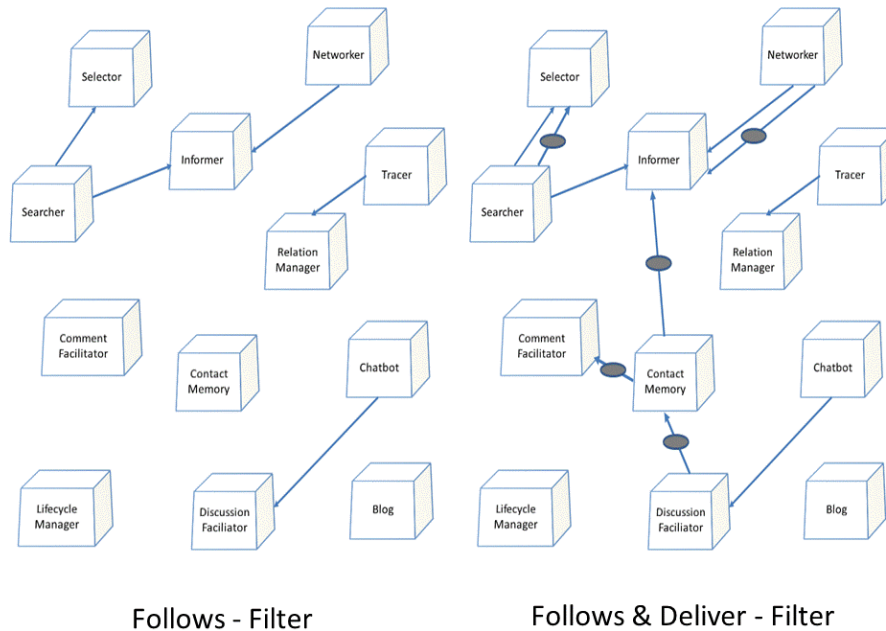 Selector
Networker
Informer
Tracer
Searcher
Relation
Manager
Comment
Facilitator
Contact
Memory
Chatbot
Lifecycle
Manager
Discussion
Faciliator
Blog
Follows - Filter
Selector
Networker
Informer
Tracer
Searcher
Relation
Manager
Comment
Facilitator
Contact
Memory
Chatbot
Lifecycle
Manager
Discussion
Faciliator
Blog
Follows & Deliver - Filter